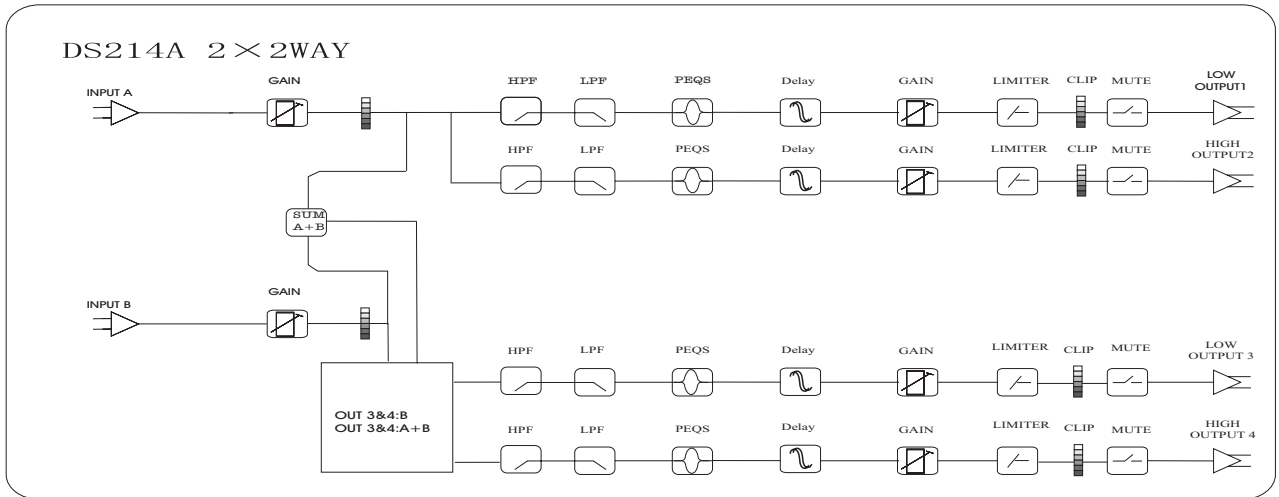 DS214A 2×2WAY
INPUT A
GAIN
HPF LPF PEQS Delay GAIN LIMITER CLIP MUTE
LOW
OUTPUT1
HPF LPF PEQS Delay GAIN LIMITER CLIP MUTE
HIGH
OUTPUT2
SUM
A+B
INPUT B
GAIN
HPF LPF PEQS Delay GAIN LIMITER CLIP MUTE
LOW
OUTPUT 3
OUT 3&4:B
OUT 3&4:A+B
HPF LPF PEQS Delay GAIN LIMITER CLIP MUTE
HIGH
OUTPUT 4